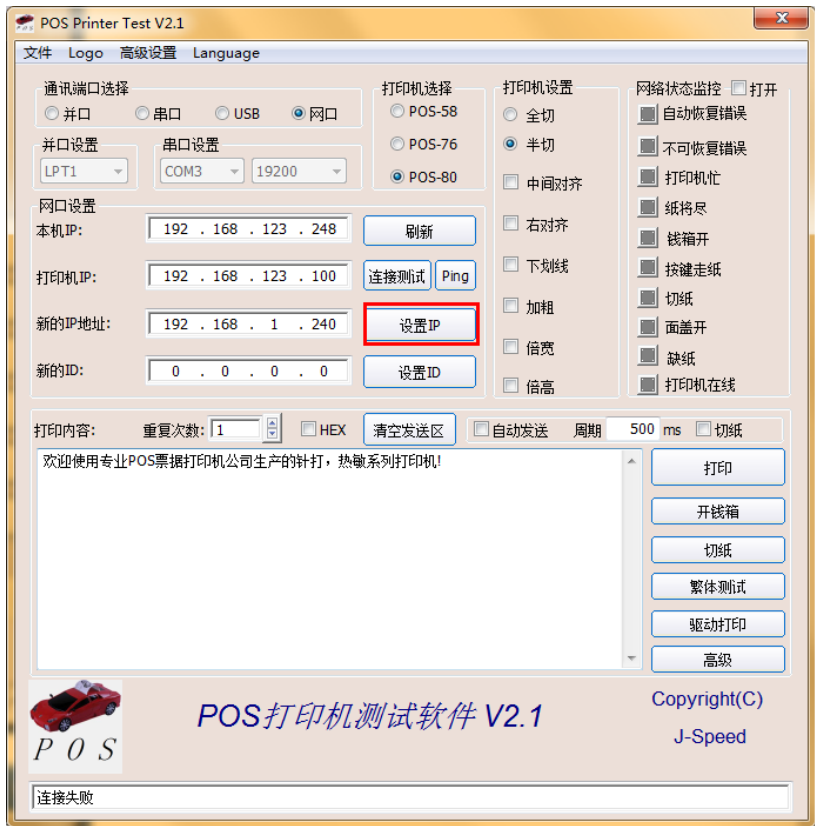 POS Printer Test V2.1
文件 Logo 高级设置 Language
通讯端口选择
并口 串口 USB 网口
并口设置 串口设置
LPT1 COM3 19200
打印机选择
POS-58
POS-76
POS-80
网口设置
本机IP: 192 . 168 . 123 . 248 刷新
打印机IP: 192 . 168 . 123 . 100 连接测试 Ping
新的IP地址: 192 . 168 . 1 . 240 设置IP
新的ID: 0 . 0 . 0 . 0 设置ID
打印机设置
全切
半切
中间对齐
右对齐
下划线
加粗
倍宽
倍高
网络状态监控 打开
自动恢复错误
不可恢复错误
打印机忙
纸将尽
钱箱开
按键走纸
切纸
面盖开
缺纸
打印机在线
打印内容: 重复次数: 1 HEX 清空发送区 自动发送 周期 500 ms 切纸
欢迎使用专业POS票据打印机公司生产的针打，热敏系列打印机!
打印
开钱箱
切纸
繁体测试
驱动打印
高级
POS
POS打印机测试软件 V2.1
Copyright(C)
J-Speed
连接失败